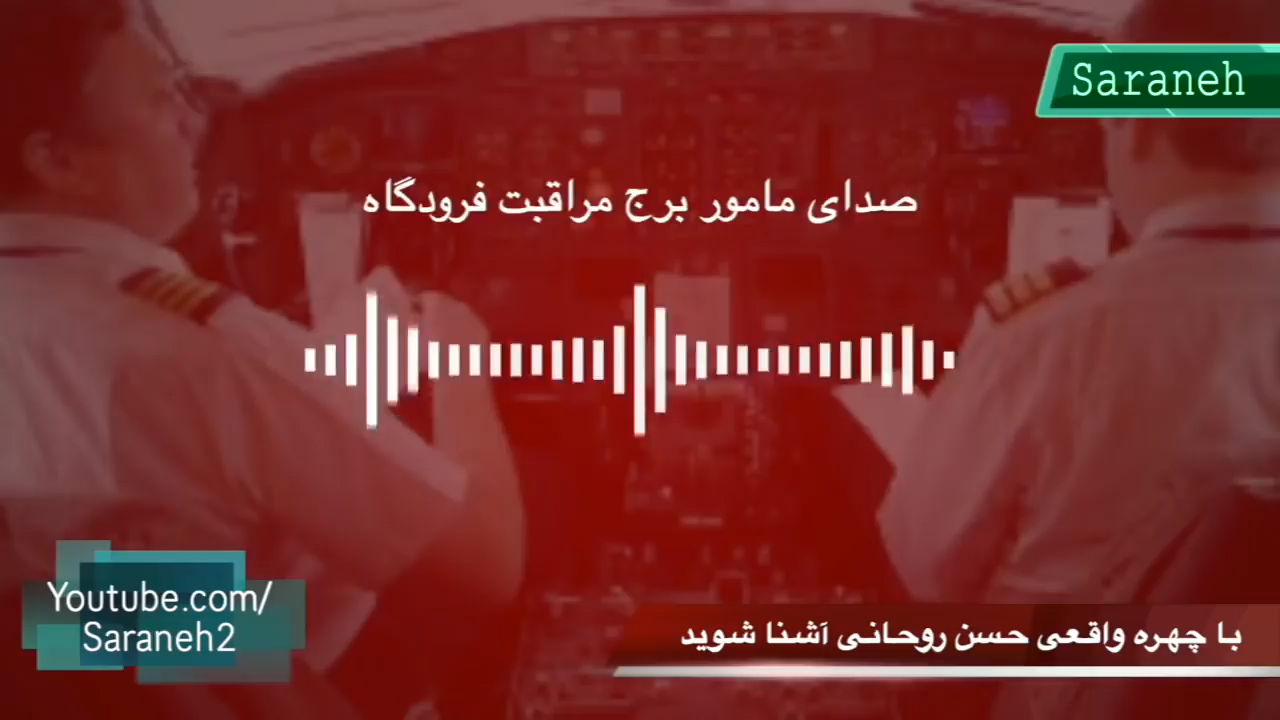 Saraneh
صدای مامور برج مراقبت فرودگاه
Youtube.com/
Saraneh2
با چهره واقعی حسن روحانی آشنا شوید